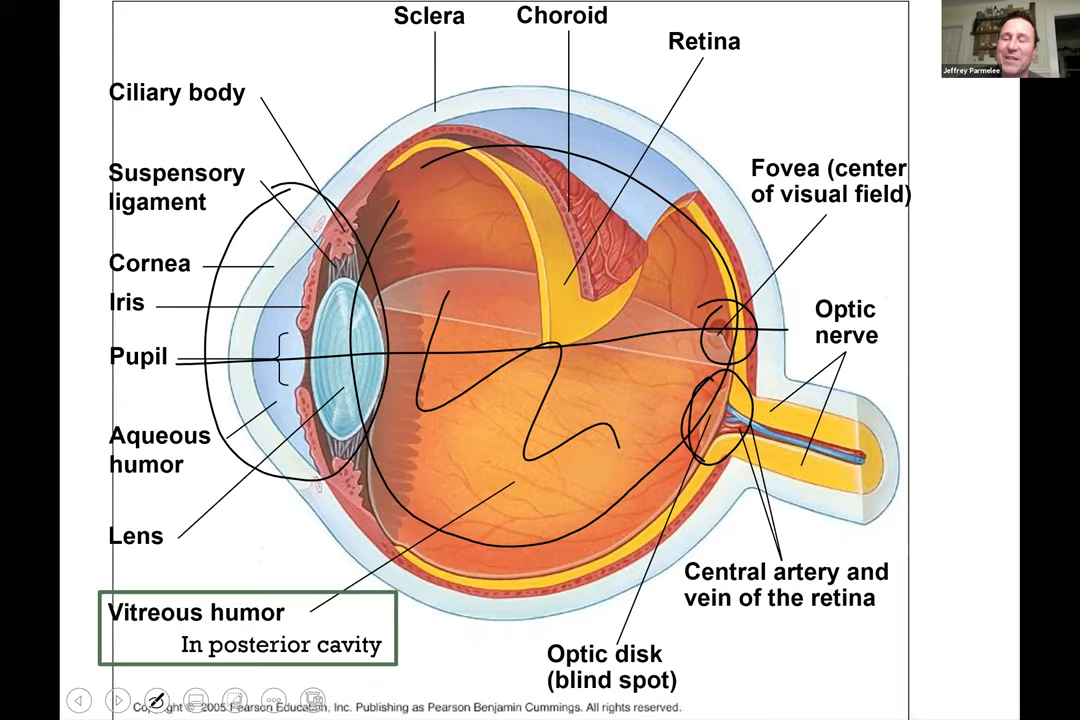 Sclera
Choroid
Retina
Jeffrey Parmelee
Ciliary body
Suspensory
ligament
Fovea (center
of visual field)
Cornea
Iris
Optic
nerve
Pupil
Aqueous
humor
Lens
Central artery and
vein of the retina
Vitreous humor
In posterior cavity
Optic disk
(blind spot)
2005 Pearson Education, Inc. Publishing as Pearson Benjamin Cummings. All rights reserved.